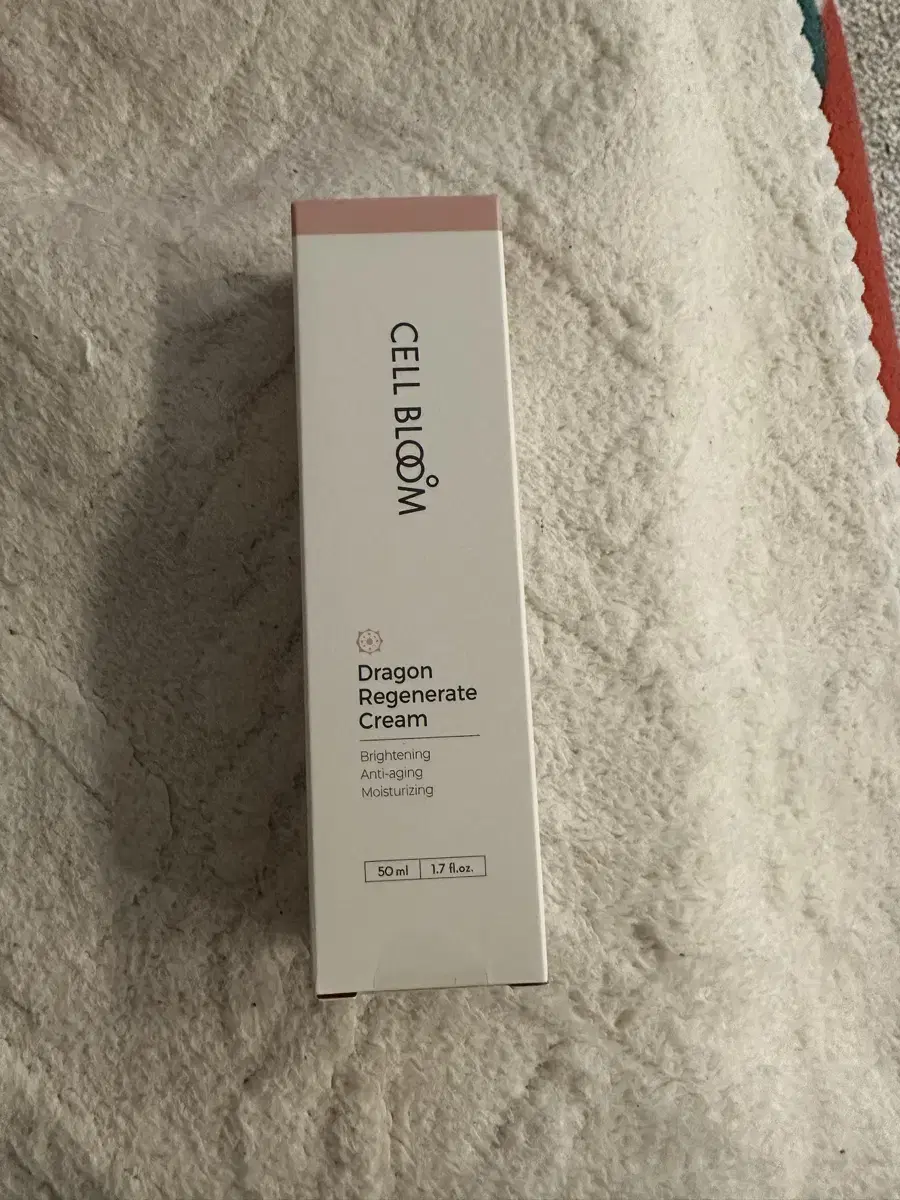 CELL BLOOM
Dragon
Regenerate
Cream
Brightening
Anti-aging
Moisturizing
50 ml | 1.7 fl.oz.